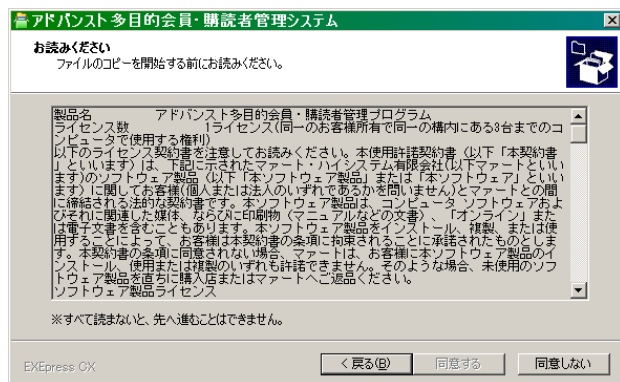 アドバンスト多目的会員・購読者管理システム
お読みください
ファイルのコピーを開始する前にお読みください。
製品名　　　アドバンスト多目的会員・購読者管理プログラム
ライセンス数　　　　　1ライセンス(同一のお客様所有で同一の構内にある3台までのコ
ンピュータで使用する権利)
以下のライセンス契約書を注意してお読みください。本使用許諾契約書（以下「本契約書
」といいます）は、下記に示されたマァート・ハイシステム有限会社(以下マァートといい
ます)のソフトウェア製品（以下「本ソフトウェア製品」または「本ソフトウェア」といい
ます）に関してお客様(個人または法人のいずれであるかを問いません)とマァートとの間
に締結される法的な契約書です。本ソフトウェア製品は、コンピュータ ソフトウェアおよ
びそれに関連した媒体、ならびに印刷物（マニュアルなどの文書）、「オンライン」また
は電子文書を含むこともあります。本ソフトウェア製品をインストール、複製、または使
用することによって、お客様は本契約書の条項に拘束されることに承諾されたものとしま
す。本契約書の条項に同意されない場合、マァートは、お客様に本ソフトウェア製品のイ
ンストール、使用または複製のいずれも許諾できません。そのような場合、未使用のソフ
トウェア製品を直ちに購入店またはマァートへご返品ください。
ソフトウェア製品ライセンス
※すべて読まないと、先へ進むことはできません。
EXEpress CX
< 戻る(B)
同意する
同意しない